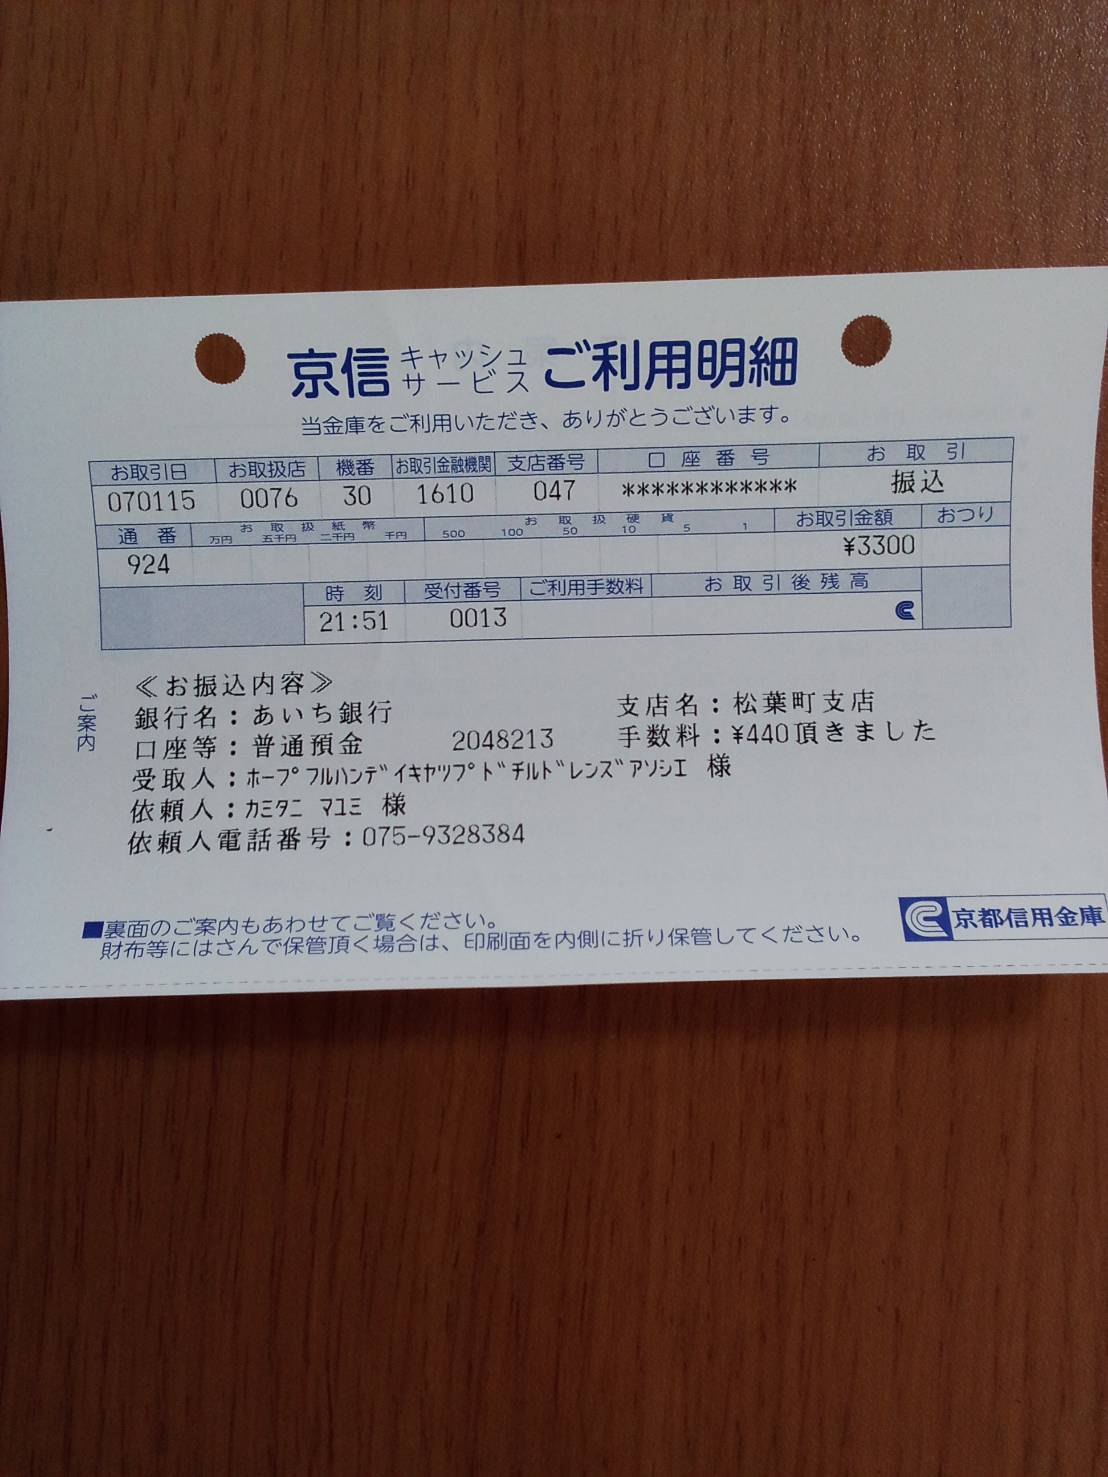 京信 キャッシュサービス ご利用明細
当金庫をご利用いただき、ありがとうございます。
お取引日 お取扱店 機番 お取引金融機関 支店番号 口座番号 お取引
070115 0076 30 1610 047 ************ 振込
通番 お取扱紙幣 お取扱硬貨 お取引金額 おつり
万円 五千円 二千円 千円 500 100 50 10 5 1
924 ¥3300
時刻 受付番号 ご利用手数料 お取引後残高
21:51 0013
ご案内
≪お振込内容≫
銀行名：あいち銀行 支店名：松葉町支店
口座等：普通預金 2048213 手数料：¥440頂きました
受取人：ﾎｰﾌﾟﾌﾙﾊﾝﾃﾞｲｷﾔﾂﾌﾟﾄﾞﾁﾙﾄﾞﾚﾝｽﾞｱｿｼｴ 様
依頼人：ｶﾐﾀﾆ ﾏﾕﾐ 様
依頼人電話番号：075-9328384
■裏面のご案内もあわせてご覧ください。
財布等にはさんで保管頂く場合は、印刷面を内側に折り保管してください。
京都信用金庫